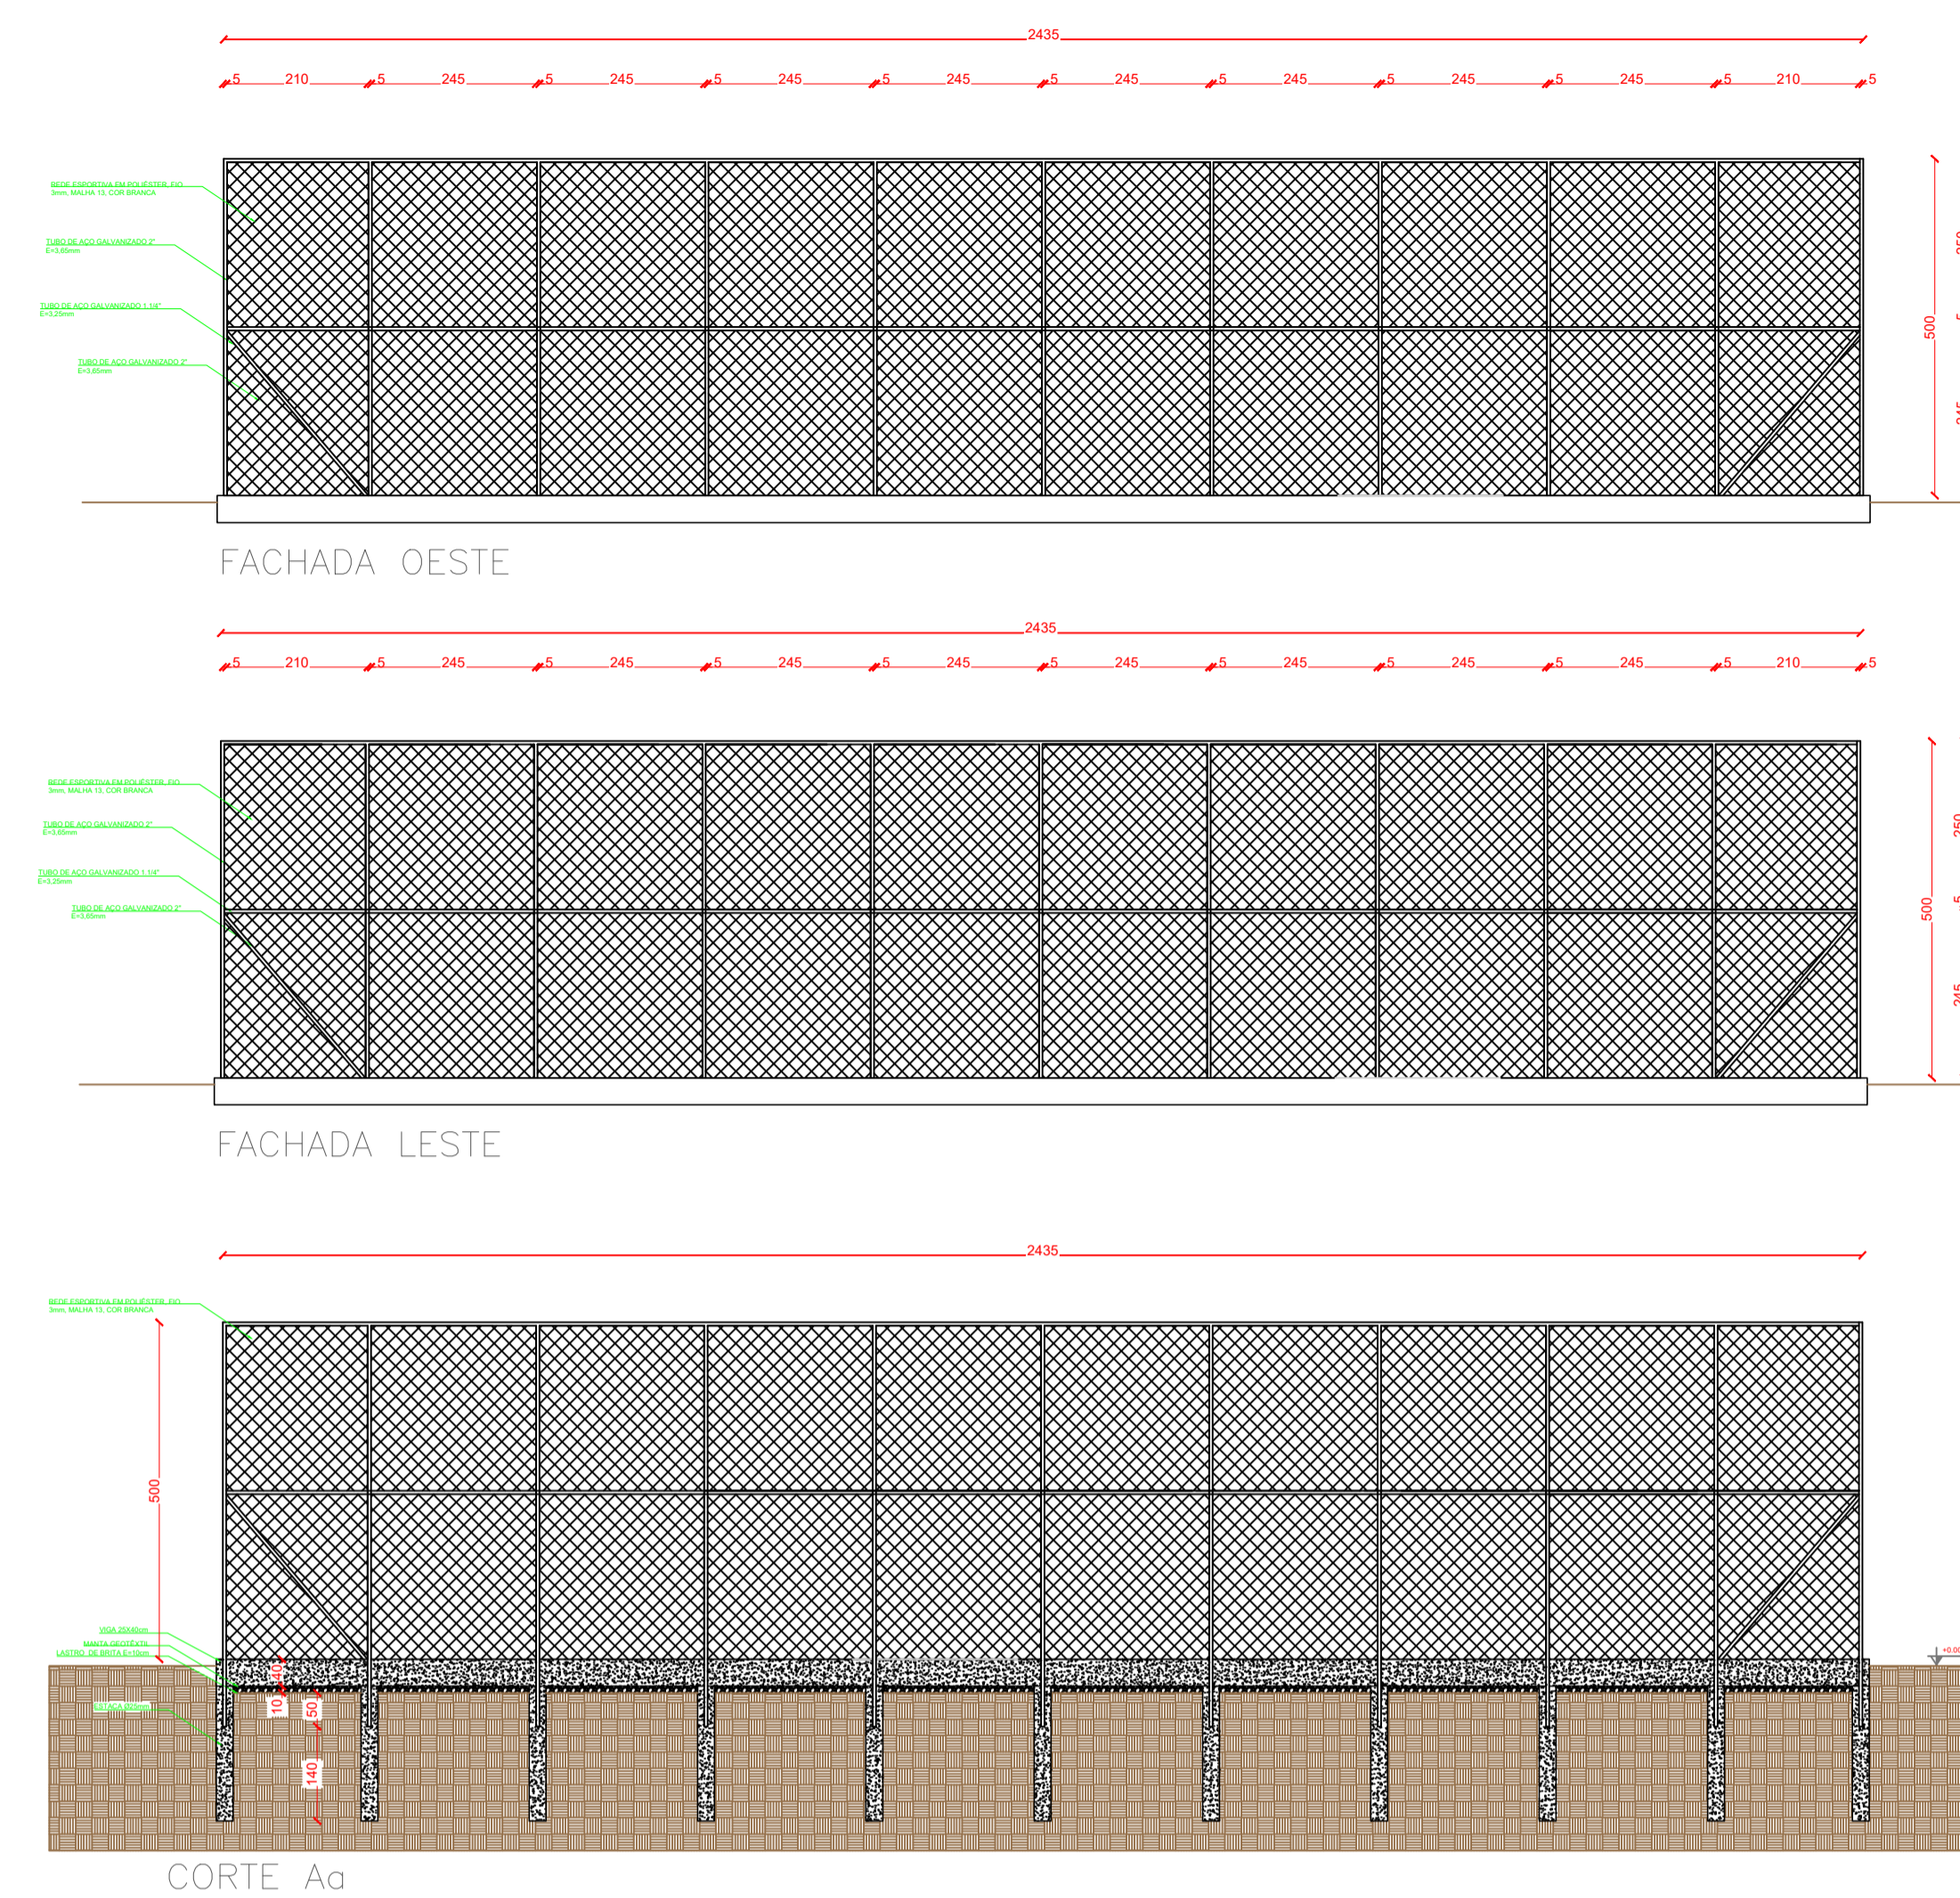 2435
5 210 5 245 5 245 5 245 5 245 5 245 5 245 5 245 5 245 5 210 5
REDE ESPORTIVA EM POLIÉSTER, FIO
3mm, MALHA 13, COR BRANCA
TUBO DE AÇO GALVANIZADO 2"
E=3,65mm
TUBO DE AÇO GALVANIZADO 1 1/4"
E=3,25mm
TUBO DE AÇO GALVANIZADO 2"
E=3,65mm
500
250
5
245
FACHADA OESTE
2435
5 210 5 245 5 245 5 245 5 245 5 245 5 245 5 245 5 245 5 210 5
REDE ESPORTIVA EM POLIÉSTER, FIO
3mm, MALHA 13, COR BRANCA
TUBO DE AÇO GALVANIZADO 2"
E=3,65mm
TUBO DE AÇO GALVANIZADO 1 1/4"
E=3,25mm
TUBO DE AÇO GALVANIZADO 2"
E=3,65mm
500
250
5
245
FACHADA LESTE
2435
REDE ESPORTIVA EM POLIÉSTER, FIO
3mm, MALHA 13, COR BRANCA
500
VIGA 25X40cm
MANTA GEOTÊXTIL
LASTRO DE BRITA E=10cm
ESTACA Ø25mm
40
10
50
140
+0.00
CORTE Aa